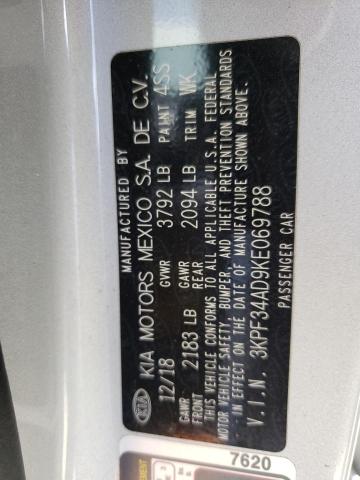 MANUFACTURED BY
KIA KIA MOTORS MEXICO S.A. DE C.V.
12/18 GVWR 3792 LB PAINT 4SS
GAWR FRONT 2183 LB GAWR REAR 2094 LB TRIM WK
THIS VEHICLE CONFORMS TO ALL APPLICABLE U.S.A. FEDERAL
MOTOR VEHICLE SAFETY, BUMPER, AND THEFT PREVENTION STANDARDS
IN EFFECT ON THE DATE OF MANUFACTURE SHOWN ABOVE.
V.I.N. 3KPF34AD9KE069788
PASSENGER CAR
7620